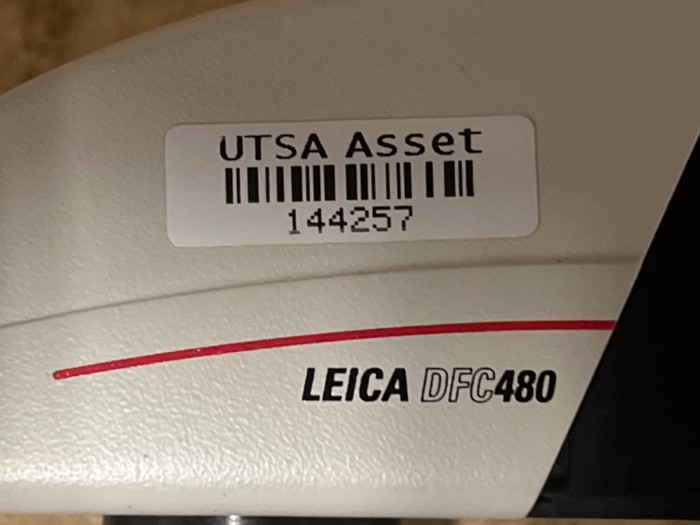 UTSA Asset
144257
LEICA DFC480